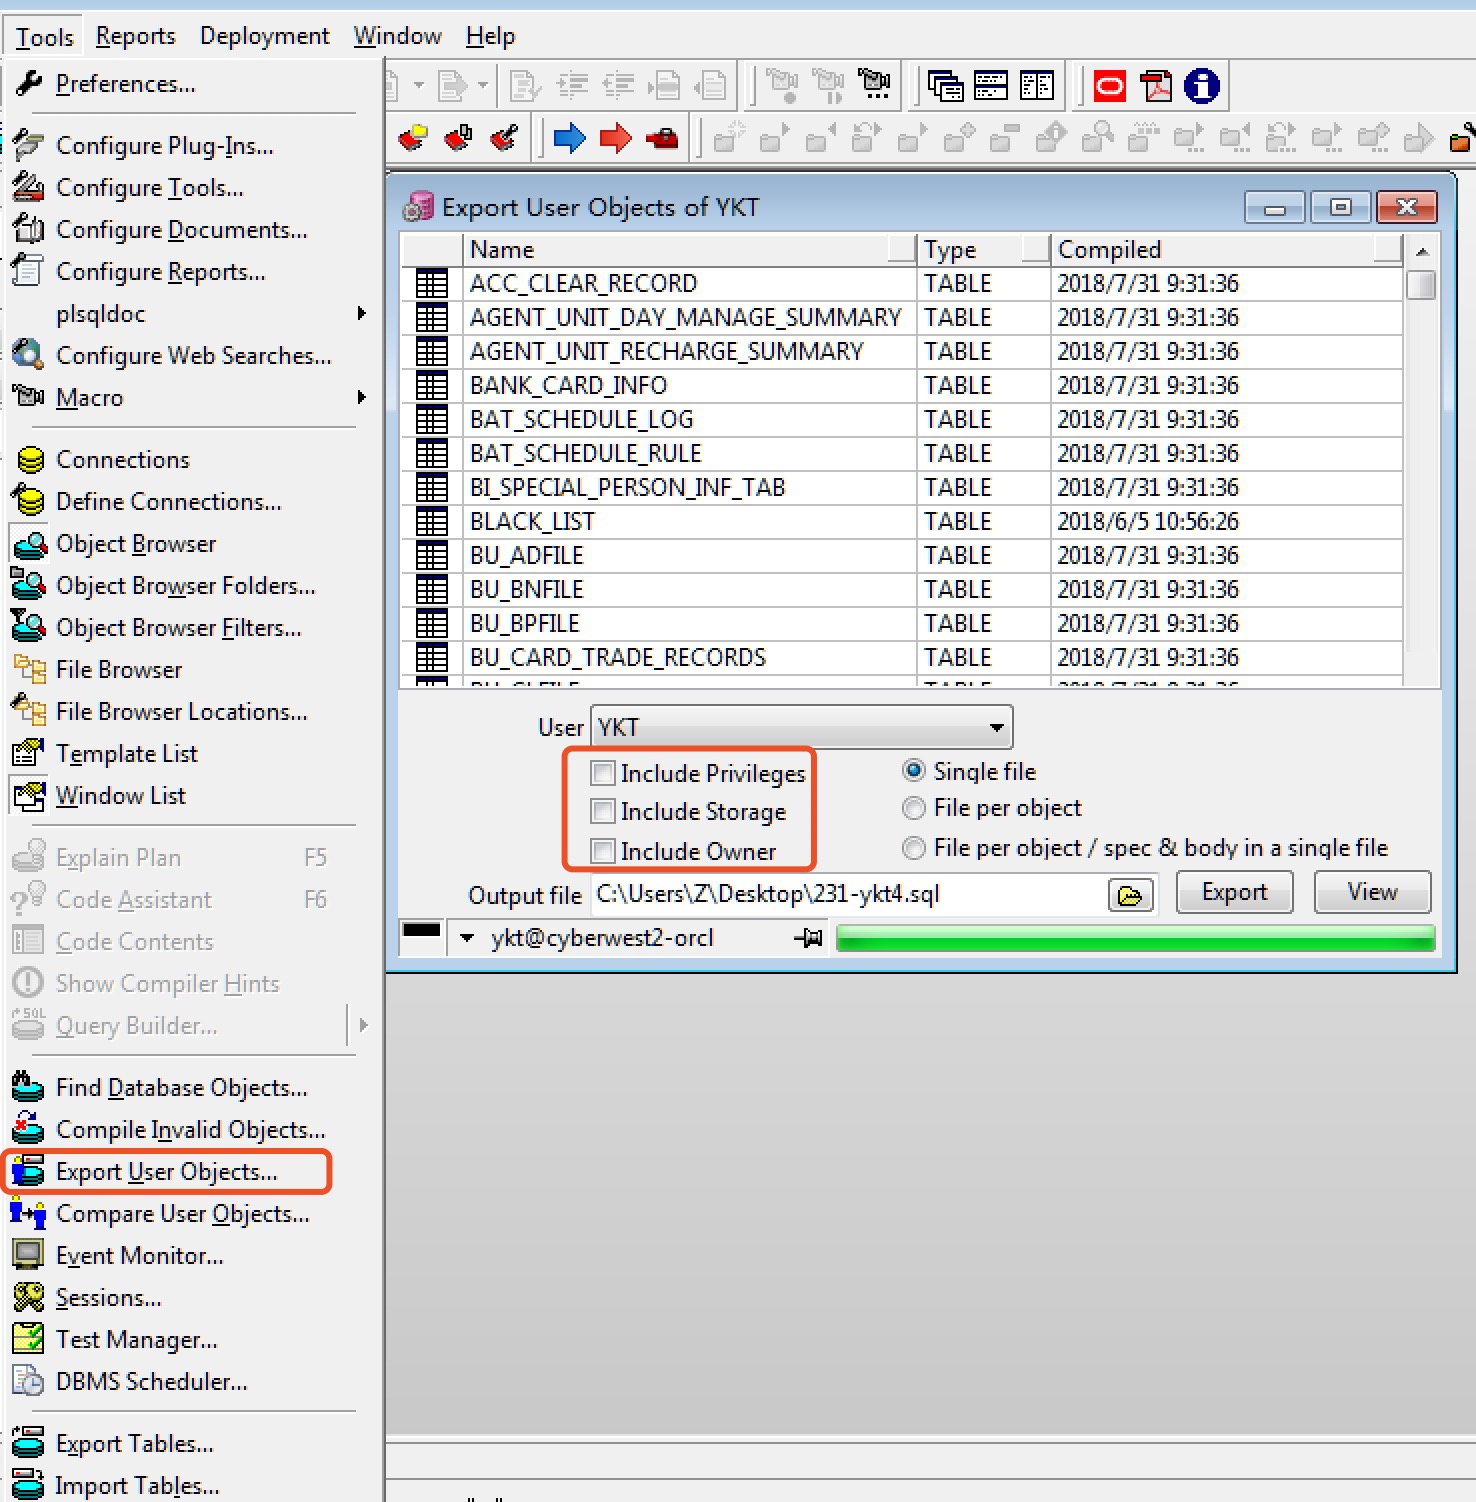 Tools Reports Deployment Window Help
Preferences...
Configure Plug-Ins...
Configure Tools...
Configure Documents...
Configure Reports...
plsqldoc
Configure Web Searches...
Macro
Connections
Define Connections...
Object Browser
Object Browser Folders...
Object Browser Filters...
File Browser
File Browser Locations...
Template List
Window List
Explain Plan F5
Code Assistant F6
Code Contents
Show Compiler Hints
Query Builder...
Find Database Objects...
Compile Invalid Objects...
Export User Objects...
Compare User Objects...
Event Monitor...
Sessions...
Test Manager...
DBMS Scheduler...
Export Tables...
Import Tables...
Export User Objects of YKT
Name Type Compiled
ACC_CLEAR_RECORD TABLE 2018/7/31 9:31:36
AGENT_UNIT_DAY_MANAGE_SUMMARY TABLE 2018/7/31 9:31:36
AGENT_UNIT_RECHARGE_SUMMARY TABLE 2018/7/31 9:31:36
BANK_CARD_INFO TABLE 2018/7/31 9:31:36
BAT_SCHEDULE_LOG TABLE 2018/7/31 9:31:36
BAT_SCHEDULE_RULE TABLE 2018/7/31 9:31:36
BI_SPECIAL_PERSON_INF_TAB TABLE 2018/7/31 9:31:36
BLACK_LIST TABLE 2018/6/5 10:56:26
BU_ADFILE TABLE 2018/7/31 9:31:36
BU_BNFILE TABLE 2018/7/31 9:31:36
BU_BPFILE TABLE 2018/7/31 9:31:36
BU_CARD_TRADE_RECORDS TABLE 2018/7/31 9:31:36
User YKT
Include Privileges
Include Storage
Include Owner
Single file
File per object
File per object / spec & body in a single file
Output file C:\Users\Z\Desktop\231-ykt4.sql Export View
ykt@cyberwest2-orcl